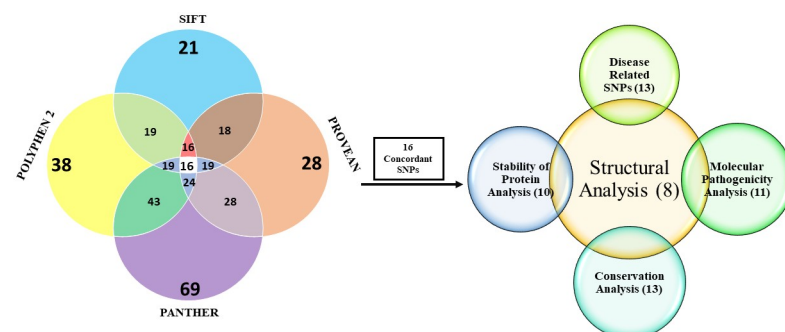 SIFT
21
POLYPHEN 2
38
19
18
PROVEAN
28
16
19
16
19
24
43
28
69
PANTHER
16
Concordant
SNPs
Disease
Related
SNPs (13)
Stability of
Protein
Analysis (10)
Structural
Analysis (8)
Molecular
Pathogenicity
Analysis (11)
Conservation
Analysis (13)